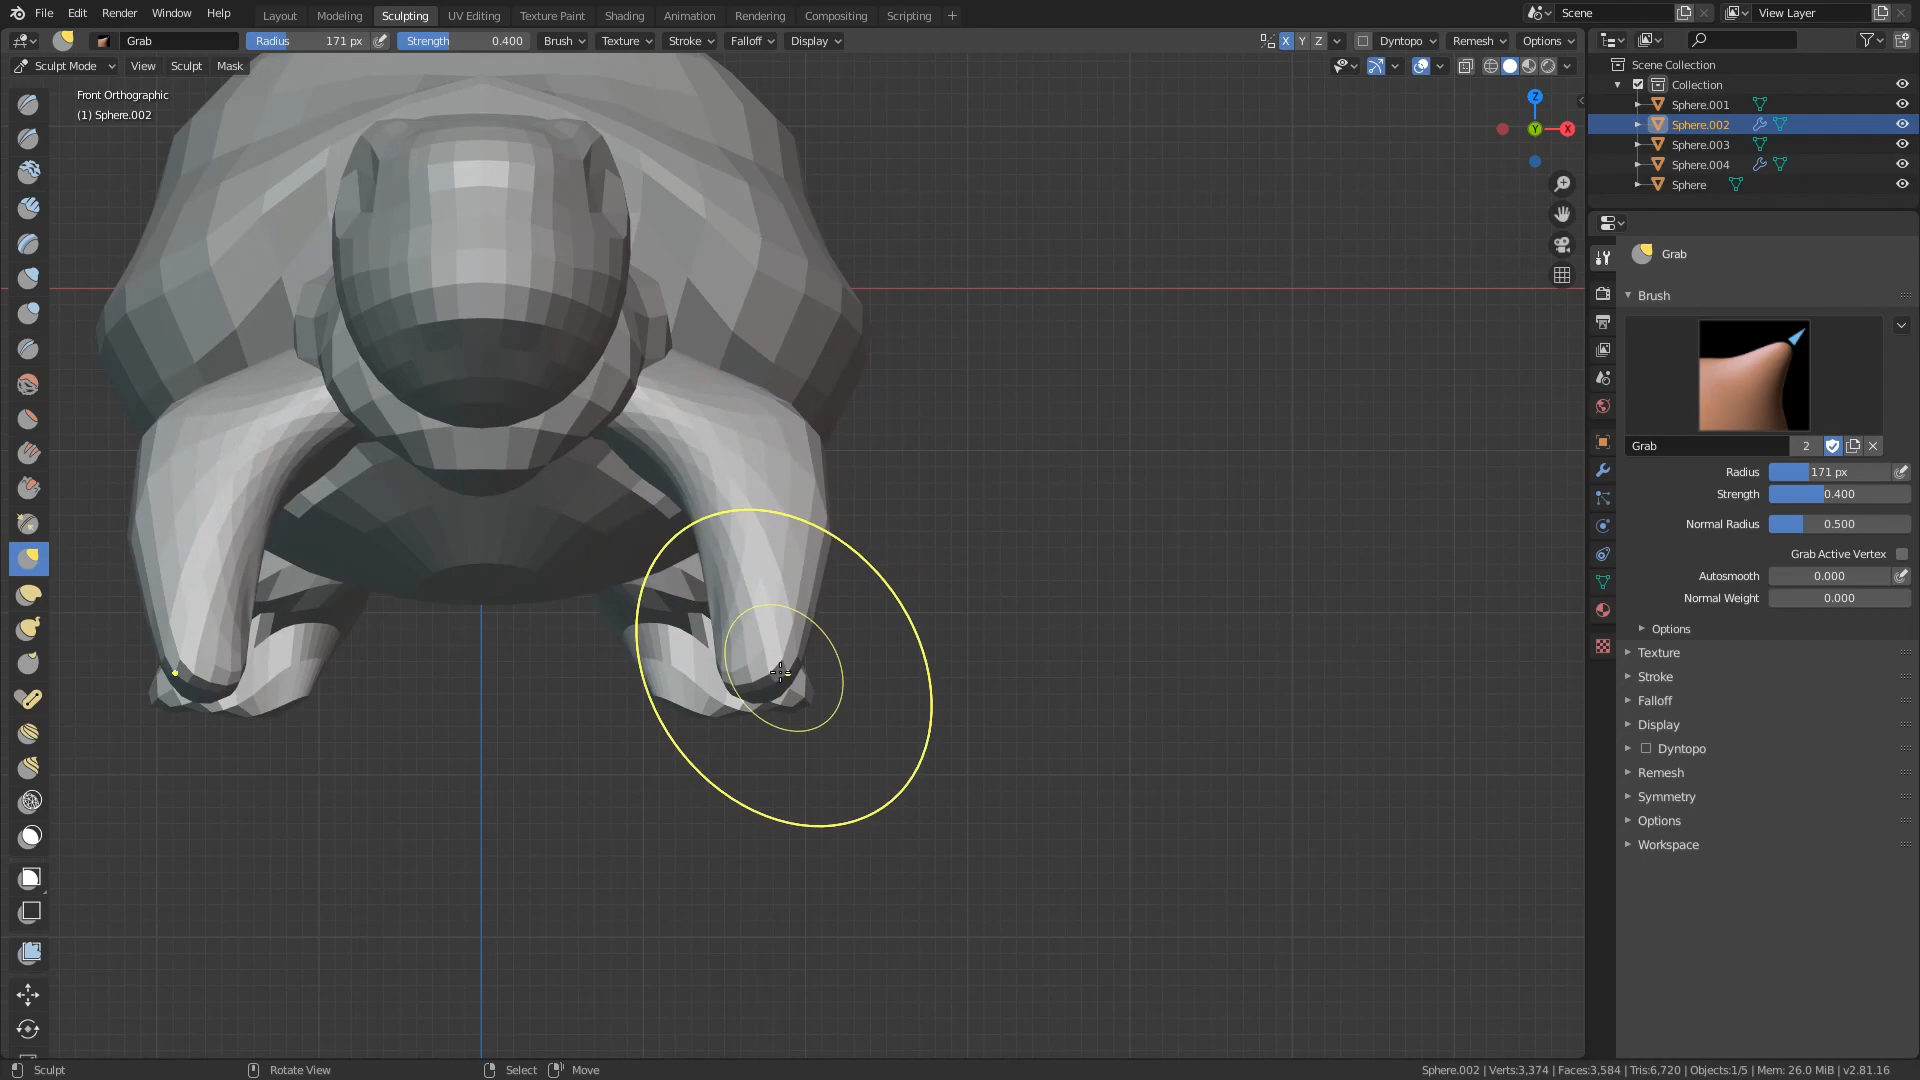 File Edit Render Window Help Layout Modeling Sculpting UV Editing Texture Paint Shading Animation Rendering Compositing Scripting + Scene View Layer
Grab Radius 171 px Strength 0.400 Brush Texture Stroke Falloff Display X Y Z Dyntopo Remesh Options
Sculpt Mode View Sculpt Mask
Front Orthographic
(1) Sphere.002
Z
X
Y
Scene Collection
Collection
Sphere.001
Sphere.002
Sphere.003
Sphere.004
Sphere
Grab
Brush
Grab 2
Radius 171 px
Strength 0.400
Normal Radius 0.500
Grab Active Vertex
Autosmooth 0.000
Normal Weight 0.000
Options
Texture
Stroke
Falloff
Display
Dyntopo
Remesh
Symmetry
Options
Workspace
Sculpt Rotate View Select Move Sphere.002 | Verts:3,374 | Faces:3,584 | Tris:6,720 | Objects:1/5 | Mem: 26.0 MiB | v2.81.16